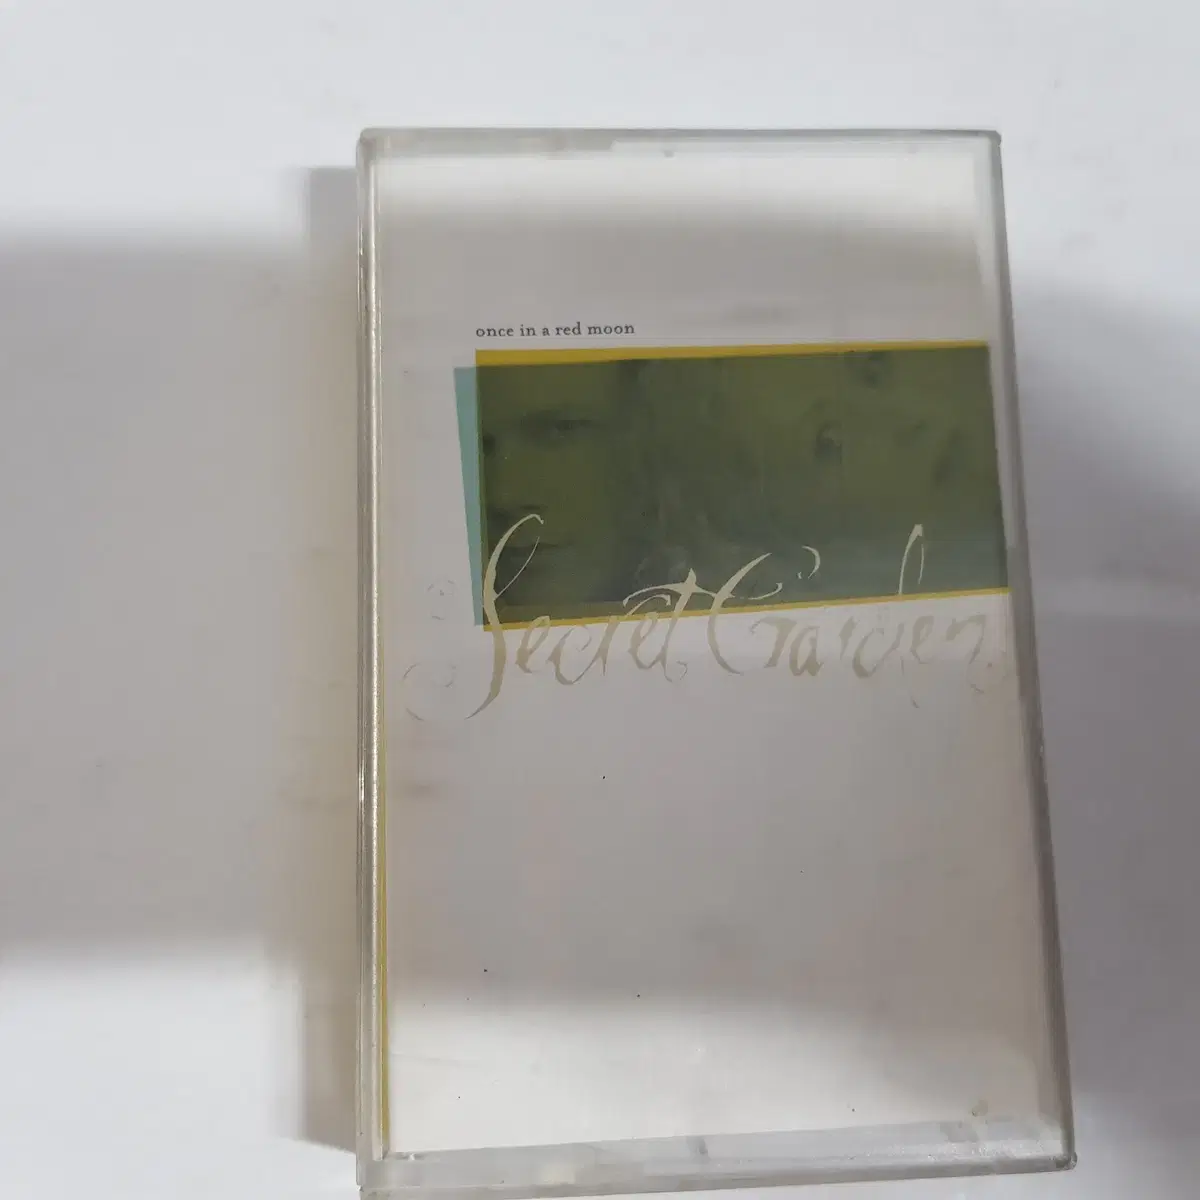 once in a red moon
Secret Garden